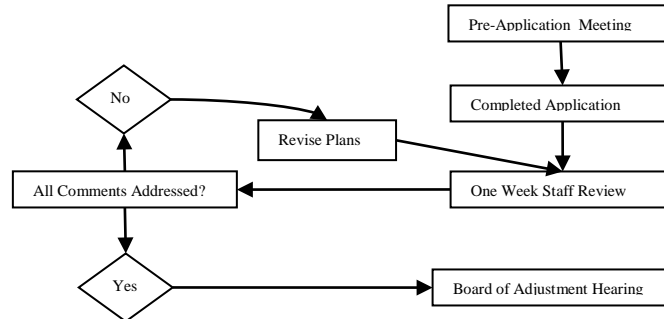 Pre-Application Meeting
No
Completed Application
Revise Plans
All Comments Addressed?
One Week Staff Review
Yes
Board of Adjustment Hearing